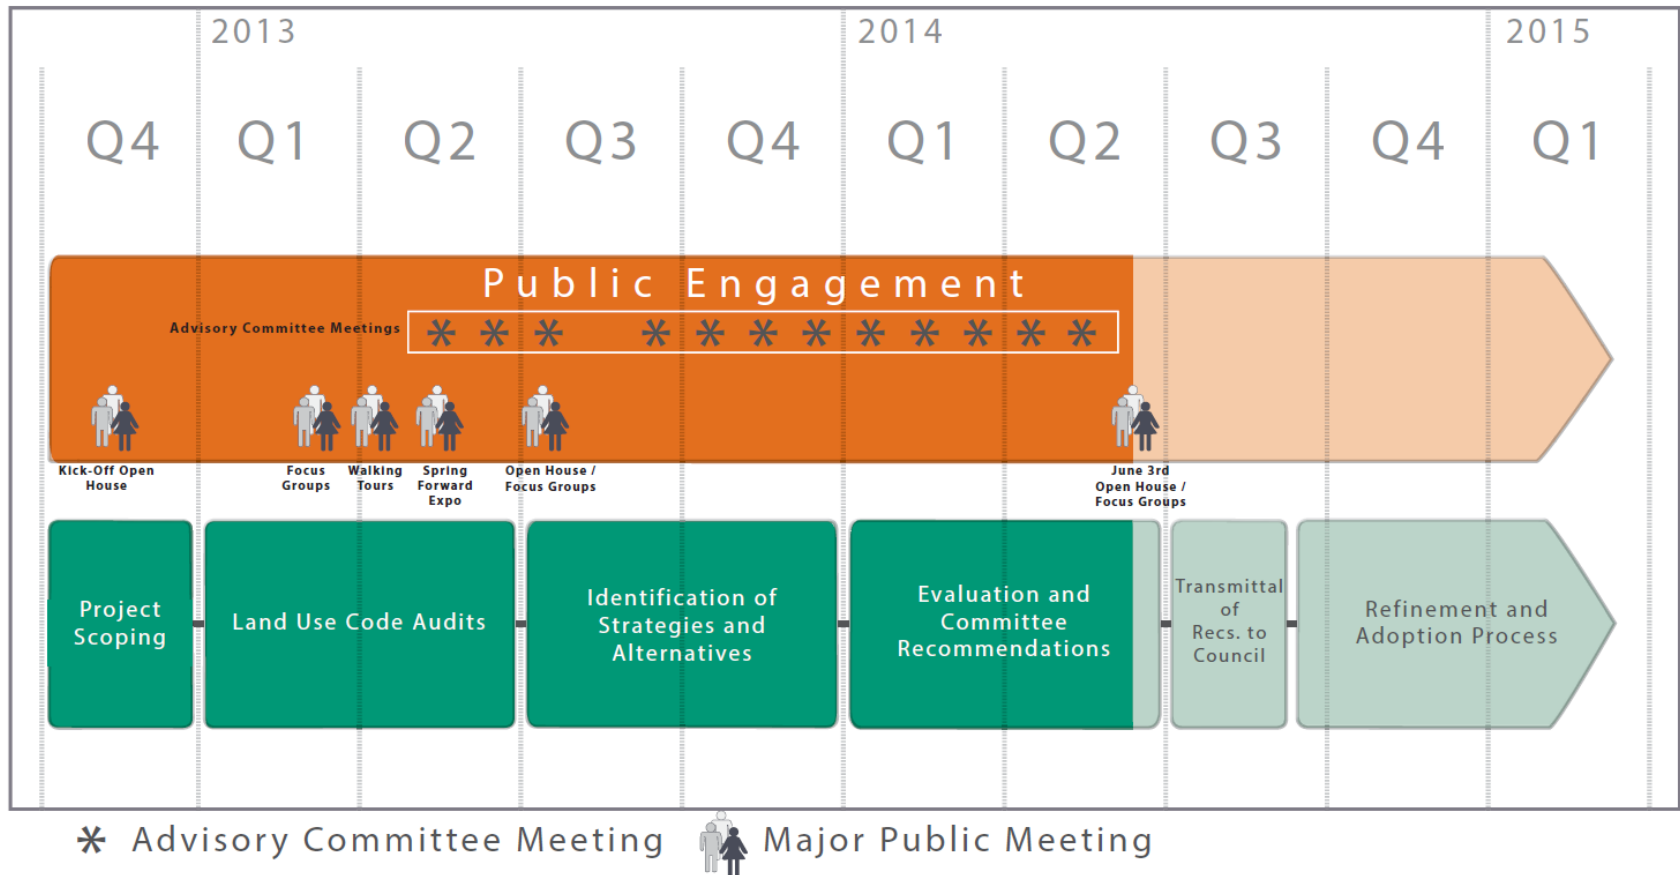 2013
2014
2015
Q4
Q1
Q2
Q3
Q4
Q1
Q2
Q3
Q4
Q1
Public Engagement
Advisory Committee Meetings
Kick-Off Open
House
Focus
Groups
Walking
Tours
Spring
Forward
Expo
Open House /
Focus Groups
June 3rd
Open House /
Focus Groups
Project
Scoping
Land Use Code Audits
Identification of
Strategies and
Alternatives
Evaluation and
Committee
Recommendations
Transmittal
of
Recs. to
Council
Refinement and
Adoption Process
Advisory Committee Meeting
Major Public Meeting